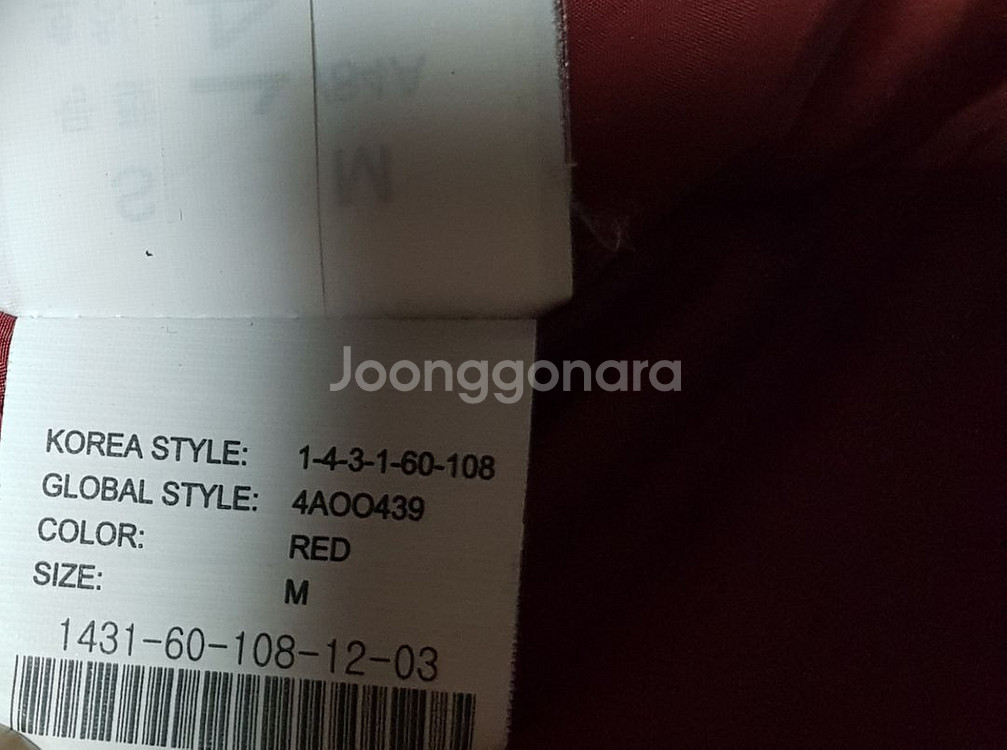 Joonggonara
KOREA STYLE: 1-4-3-1-60-108
GLOBAL STYLE: 4AOO439
COLOR: RED
SIZE: M
1431-60-108-12-03